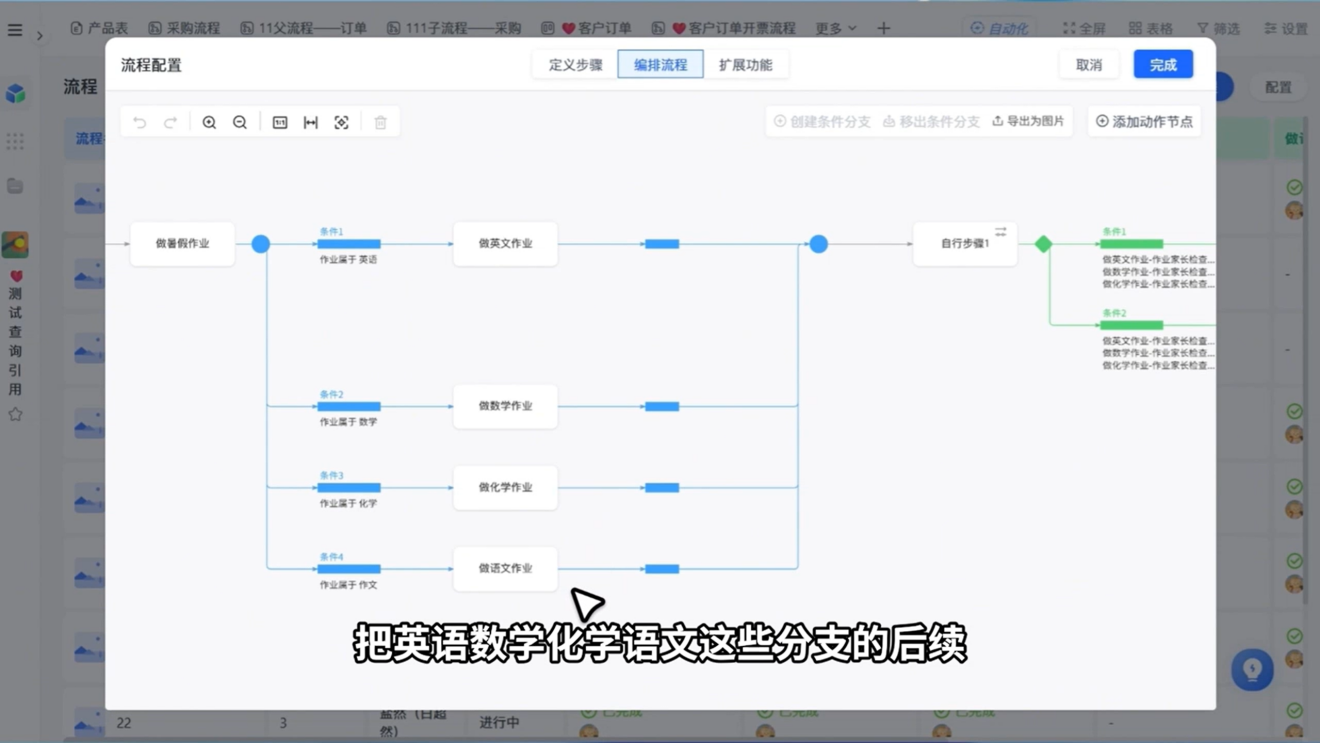 产品表 采购流程 11父流程——订单 111子流程——采购 客户订单 客户订单开票流程 更多 自动化 全屏 表格 筛选 设置
流程配置 定义步骤 编排流程 扩展功能 取消 完成
流程 配置
创建条件分支 移出条件分支 导出为图片 添加动作节点
流程
做暑假作业
条件1
作业属于 英语
做英文作业
自行步骤1
条件1
做英文作业-作业家长检查...
做数学作业-作业家长检查...
做化学作业-作业家长检查...
条件2
做英文作业-作业家长检查...
做数学作业-作业家长检查...
做化学作业-作业家长检查...
测
试
查
询
引
用
条件2
作业属于 数学
做数学作业
条件3
作业属于 化学
做化学作业
条件4
作业属于 作文
做语文作业
把英语数学化学语文这些分支的后续
22 3 进行中 已完成 已完成 已完成 -